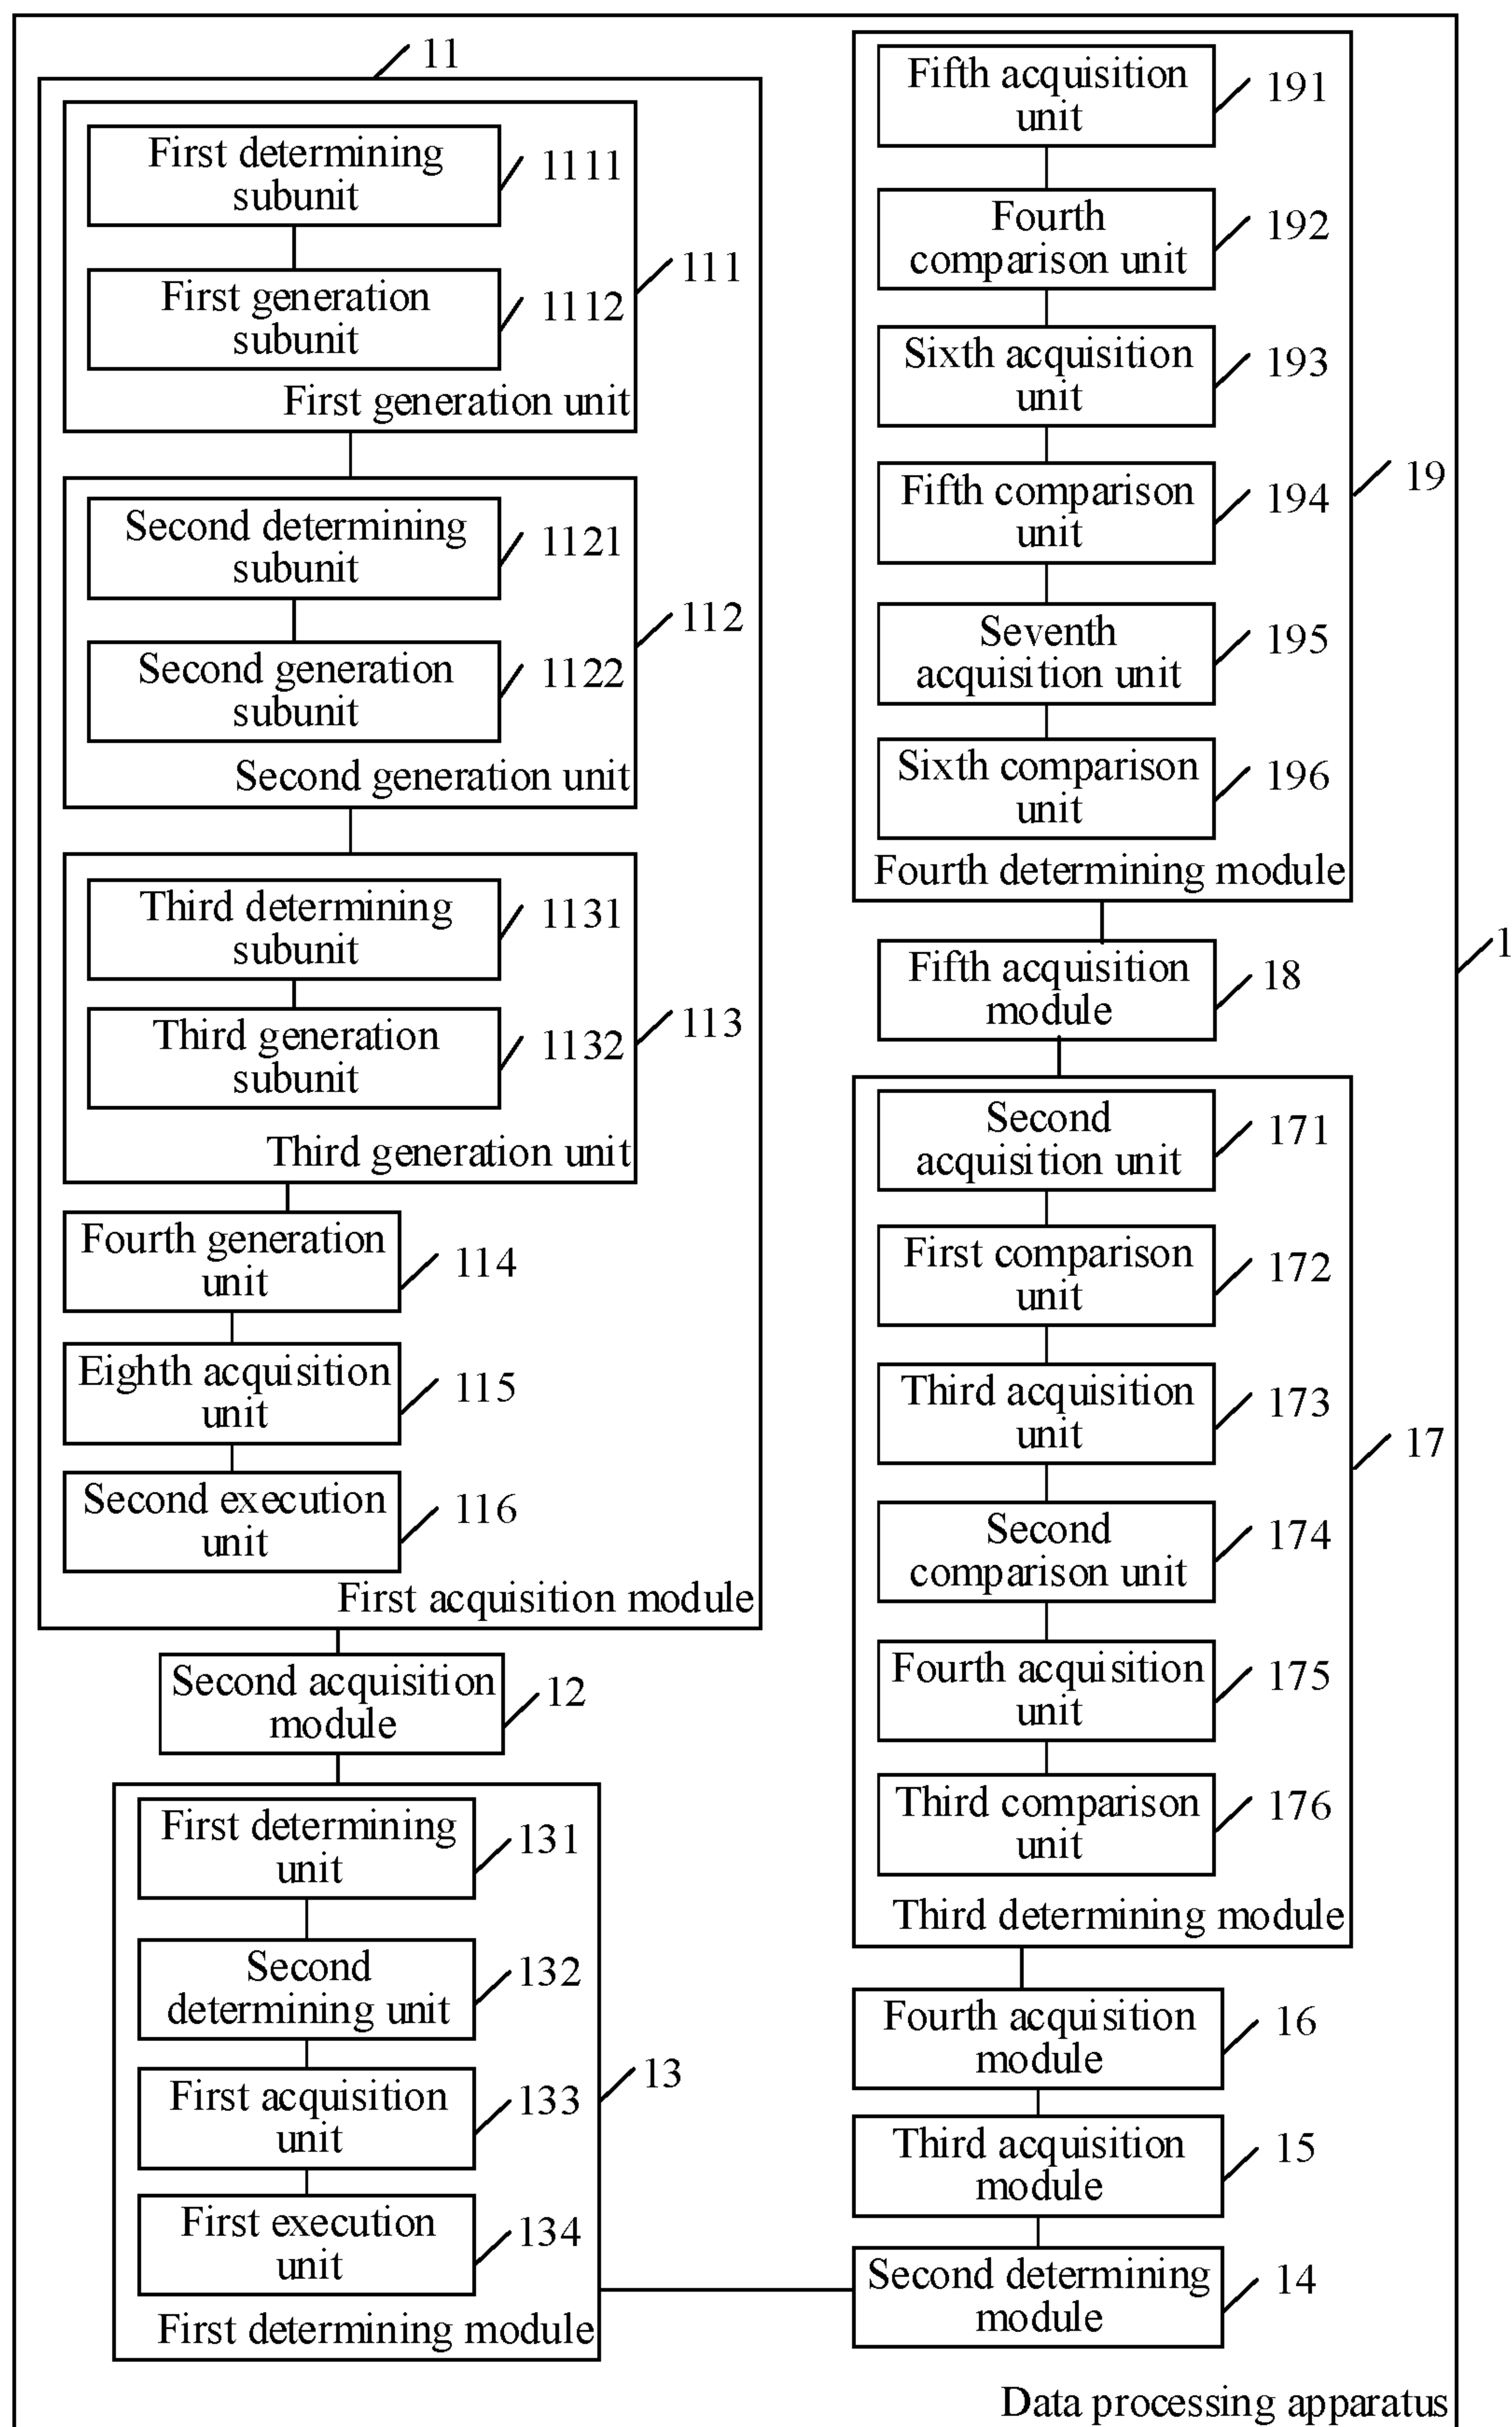 11
First determining
subunit
1111
First generation
subunit
1112
111
First generation unit
Second determining
subunit
1121
Second generation
subunit
1122
112
Second generation unit
Third determining
subunit
1131
Third generation
subunit
1132
113
Third generation unit
Fourth generation
unit
114
Eighth acquisition
unit
115
Second execution
unit
116
First acquisition module
Second acquisition
module
12
First determining
unit
131
Second
determining unit
132
First acquisition
unit
133
First execution
unit
134
13
First determining module
Fifth acquisition
unit
191
Fourth
comparison unit
192
Sixth acquisition
unit
193
Fifth comparison
unit
194
Seventh
acquisition unit
195
Sixth comparison
unit
196
19
Fourth determining module
Fifth acquisition
module
18
1
Second
acquisition unit
171
First comparison
unit
172
Third acquisition
unit
173
Second
comparison unit
174
Fourth acquisition
unit
175
Third comparison
unit
176
17
Third determining module
Fourth acquisition
module
16
Third acquisition
module
15
Second determining
module
14
Data processing apparatus